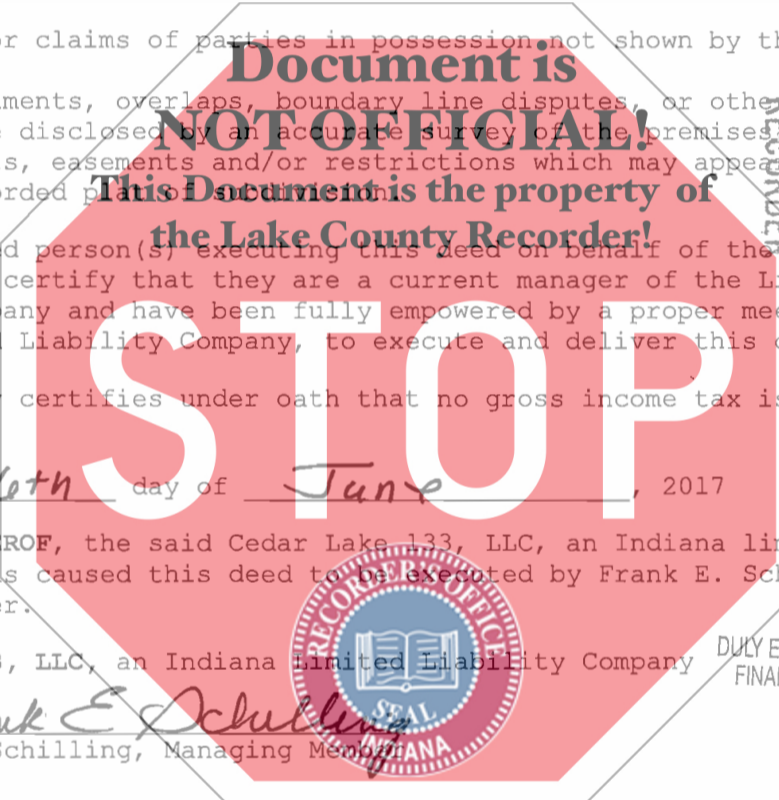 r claims of parties in possession not shown by th
Document is
ments, overlaps, boundary line disputes, or othe
NOT OFFICIAL!
disclosed by an accurate survey of the premises
s, easements and/or restrictions which may appea
This Document is the property of
rded plat of subdivision.
the Lake County Recorder!
d person(s) executing this deed on behalf of the
certify that they are a current manager of the Li
any and have been fully empowered by a proper mee
Liability Company, to execute and deliver this
STOP
certifies under oath that no gross income tax is
6th day of June, 2017
ROF, the said Cedar Lake 133, LLC, an Indiana lim
s caused this deed to be executed by Frank E. Sch
er.
RECORDER'S OFFICE
SEAL
INDIANA
, LLC, an Indiana Limited Liability Company
DULY E
FINA
nk E Schilling
Schilling, Managing Member
RECORDER